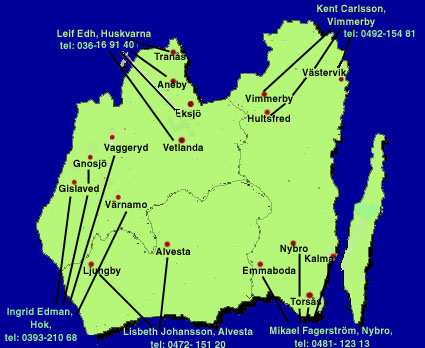 Kent Carlsson,
Vimmerby
tel: 0492-154 81
Leif Edh, Huskvarna
tel: 036-16 91 40
Tranås
Västervik
Aneby
Vimmerby
Eksjö
Hultsfred
Vaggeryd
Vetlanda
Gnosjö
Gislaved
Värnamo
Alvesta
Nybro
Kalma
Ljungby
Emmaboda
Torsås
Ingrid Edman,
Hok,
tel: 0393-210 68
Lisbeth Johansson, Alvesta
tel: 0472- 151 20
Mikael Fagerström, Nybro,
tel: 0481- 123 13